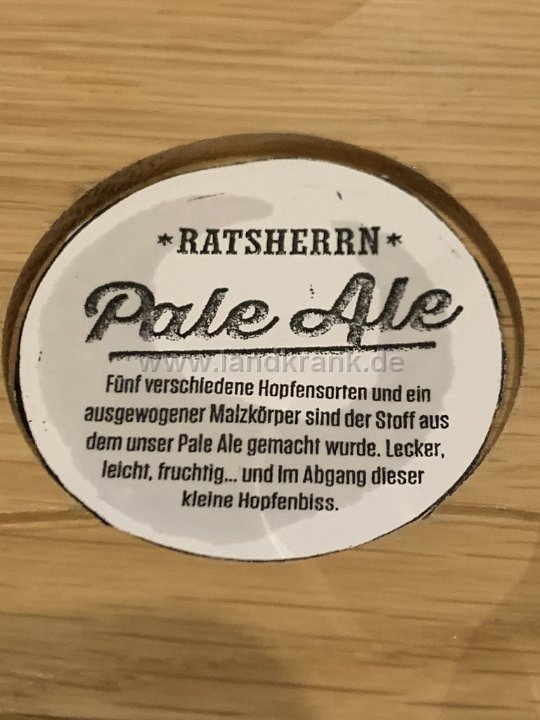 *RATSHERRN*
Pale Ale
www.landkrank.de
Fünf verschiedene Hopfensorten und ein
ausgewogener Malzkörper sind der Stoff aus
dem unser Pale Ale gemacht wurde. Lecker,
leicht, fruchtig... und im Abgang dieser
kleine Hopfenbiss.